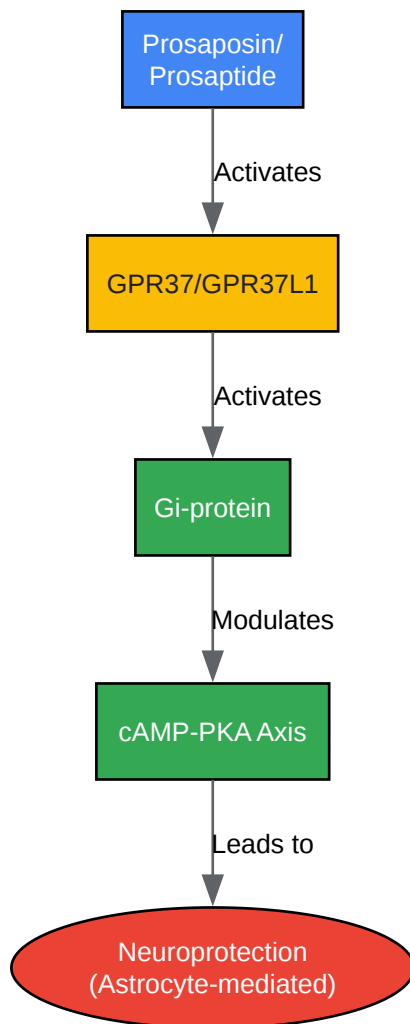 Prosaposin/
Prosaptide
Activates
GPR37/GPR37L1
Activates
Gi-protein
Modulates
cAMP-PKA Axis
Leads to
Neuroprotection
(Astrocyte-mediated)